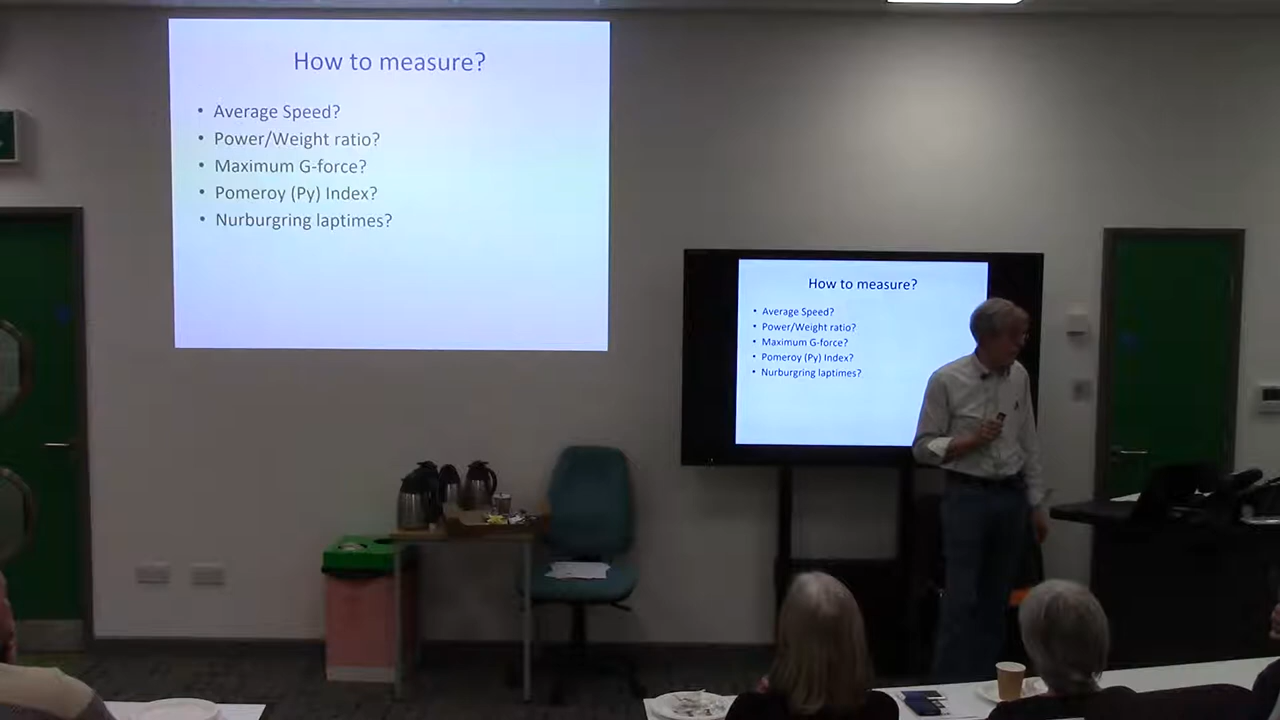 How to measure?
• Average Speed?
• Power/Weight ratio?
• Maximum G-force?
• Pomeroy (Py) Index?
• Nurburgring laptimes?
How to measure?
• Average Speed?
• Power/Weight ratio?
• Maximum G-force?
• Pomeroy (Py) Index?
• Nurburgring laptimes?